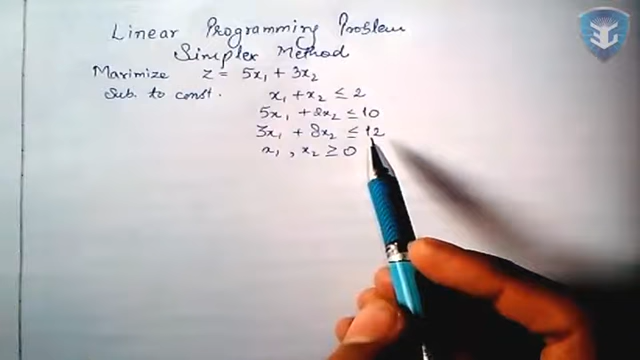 Linear Programming Problem
Simplex Method
Maximize Z = 5x₁ + 3x₂
Sub. to const. x₁ + x₂ ≤ 2
5x₁ + 2x₂ ≤ 10
3x₁ + 8x₂ ≤ 12
x₁, x₂ ≥ 0